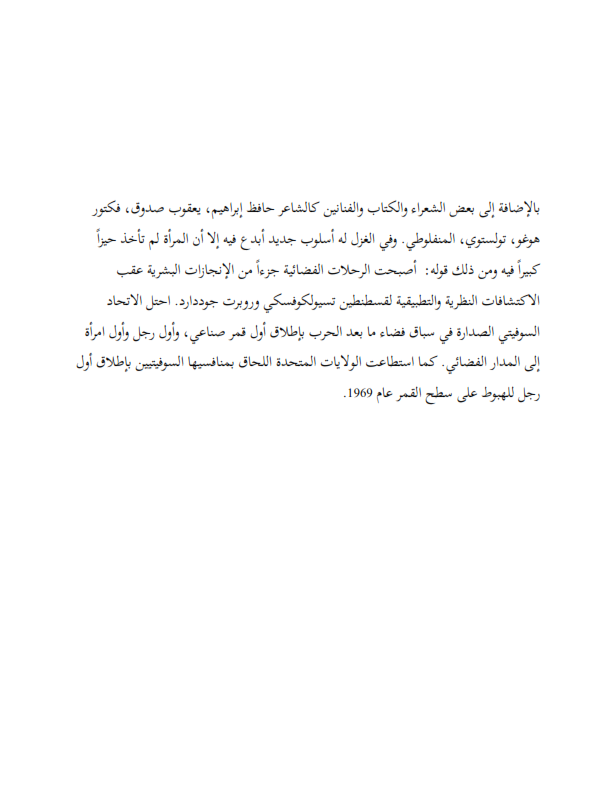 بالإضافة إلى بعض الشعراء والكتاب والفنانين كالشاعر حافظ إبراهيم، يعقوب صدوق، فكتور
هوغو، تولستوي، المنفلوطي. وفي الغزل له أسلوب جديد أبدع فيه إلا أن المرأة لم تأخذ حيزاً
كبيراً فيه ومن ذلك قوله: أصبحت الرحلات الفضائية جزءاً من الإنجازات البشرية عقب
الاكتشافات النظرية والتطبيقية لقسطنطين تسيولكوفسكي وروبرت جوددارد. احتل الاتحاد
السوفيتي الصدارة في سباق فضاء ما بعد الحرب بإطلاق أول قمر صناعي، وأول رجل وأول امرأة
إلى المدار الفضائي. كما استطاعت الولايات المتحدة اللحاق بمنافسيها السوفيتيين بإطلاق أول
رجل للهبوط على سطح القمر عام 1969.